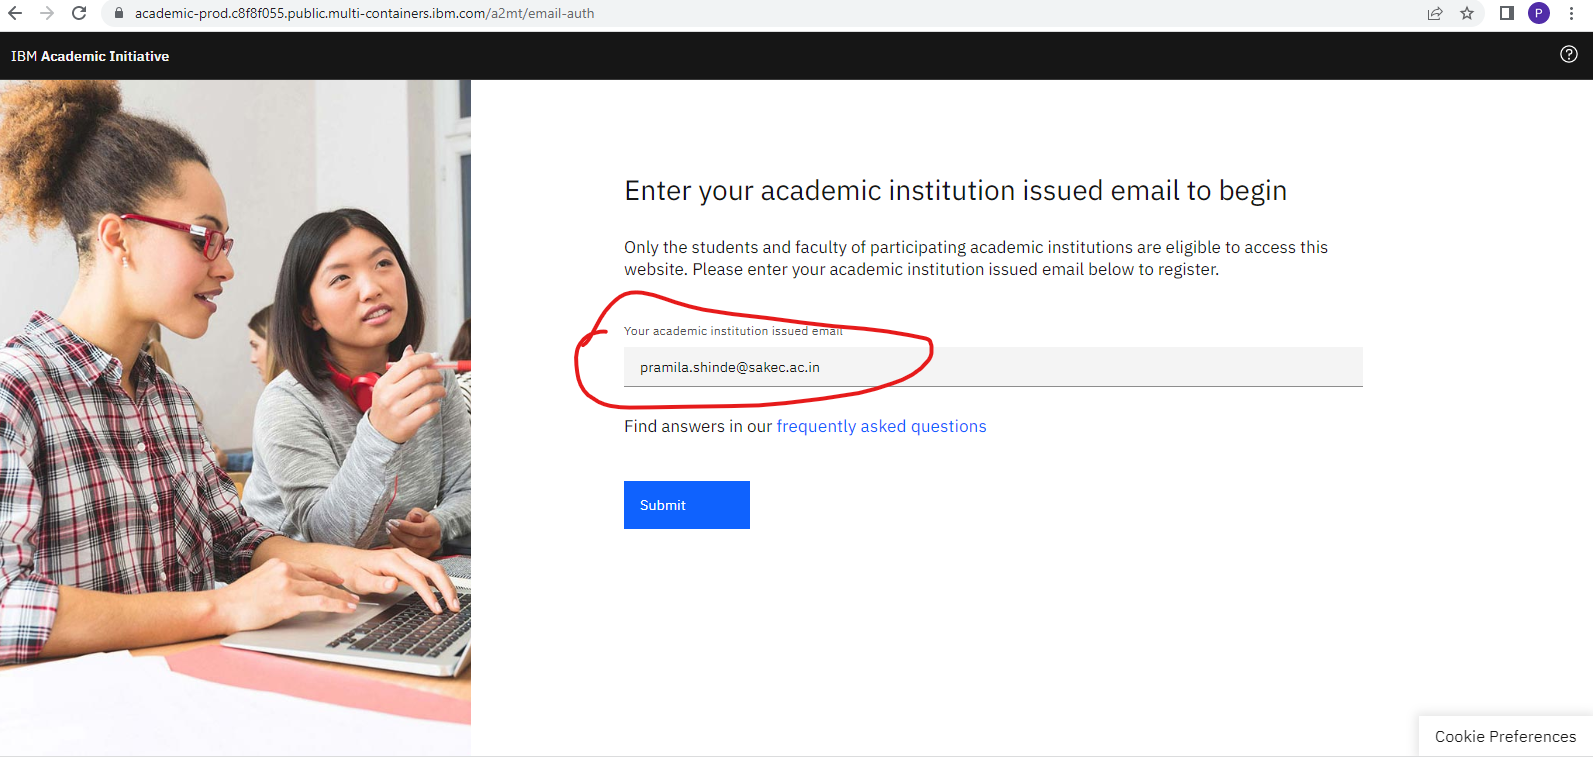 academic-prod.c8f8f055.public.multi-containers.ibm.com/a2mt/email-auth
P
IBM Academic Initiative
Enter your academic institution issued email to begin
Only the students and faculty of participating academic institutions are eligible to access this
website. Please enter your academic institution issued email below to register.
Your academic institution issued email
pramila.shinde@sakec.ac.in
Find answers in our frequently asked questions
Submit
Cookie Preferences